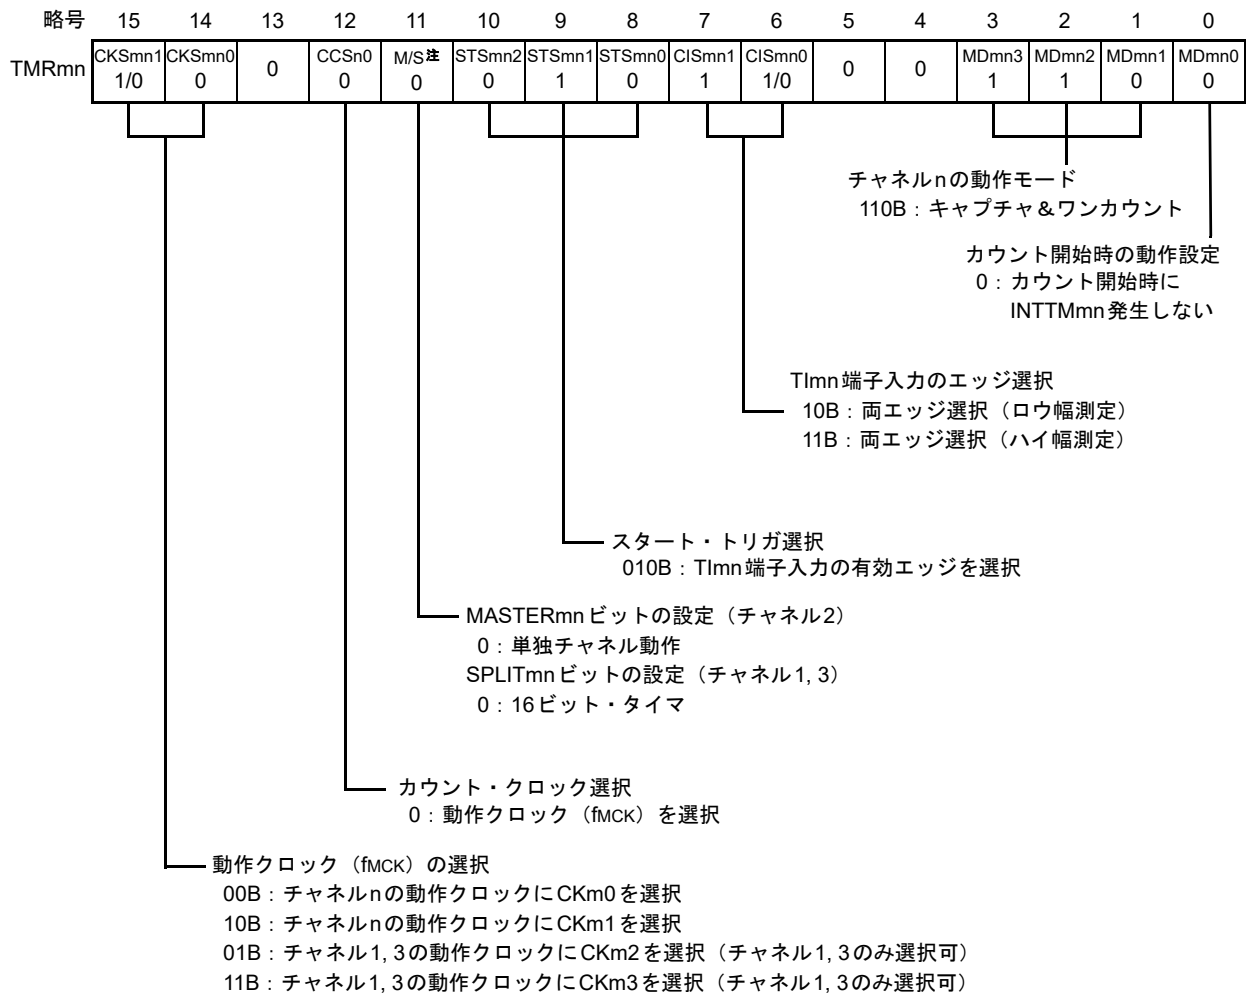 略号 15 14 13 12 11 10 9 8 7 6 5 4 3 2 1 0
TMRmn CKSmn1 CKSmn0 CCSn0 M/S注 STSmn2 STSmn1 STSmn0 CISmn1 CISmn0 MDmn3 MDmn2 MDmn1 MDmn0
1/0 0 0 0 0 0 1 0 1 1/0 0 0 1 1 0 0
チャネルnの動作モード
110B：キャプチャ＆ワンカウント
カウント開始時の動作設定
0：カウント開始時に
INTTMmn発生しない
TImn端子入力のエッジ選択
10B：両エッジ選択（ロウ幅測定）
11B：両エッジ選択（ハイ幅測定）
スタート・トリガ選択
010B：TImn端子入力の有効エッジを選択
MASTERmnビットの設定（チャネル2）
0：単独チャネル動作
SPLITmnビットの設定（チャネル1, 3）
0：16ビット・タイマ
カウント・クロック選択
0：動作クロック（fMCK）を選択
動作クロック（fMCK）の選択
00B：チャネルnの動作クロックにCKm0を選択
10B：チャネルnの動作クロックにCKm1を選択
01B：チャネル1, 3の動作クロックにCKm2を選択（チャネル1, 3のみ選択可）
11B：チャネル1, 3の動作クロックにCKm3を選択（チャネル1, 3のみ選択可）